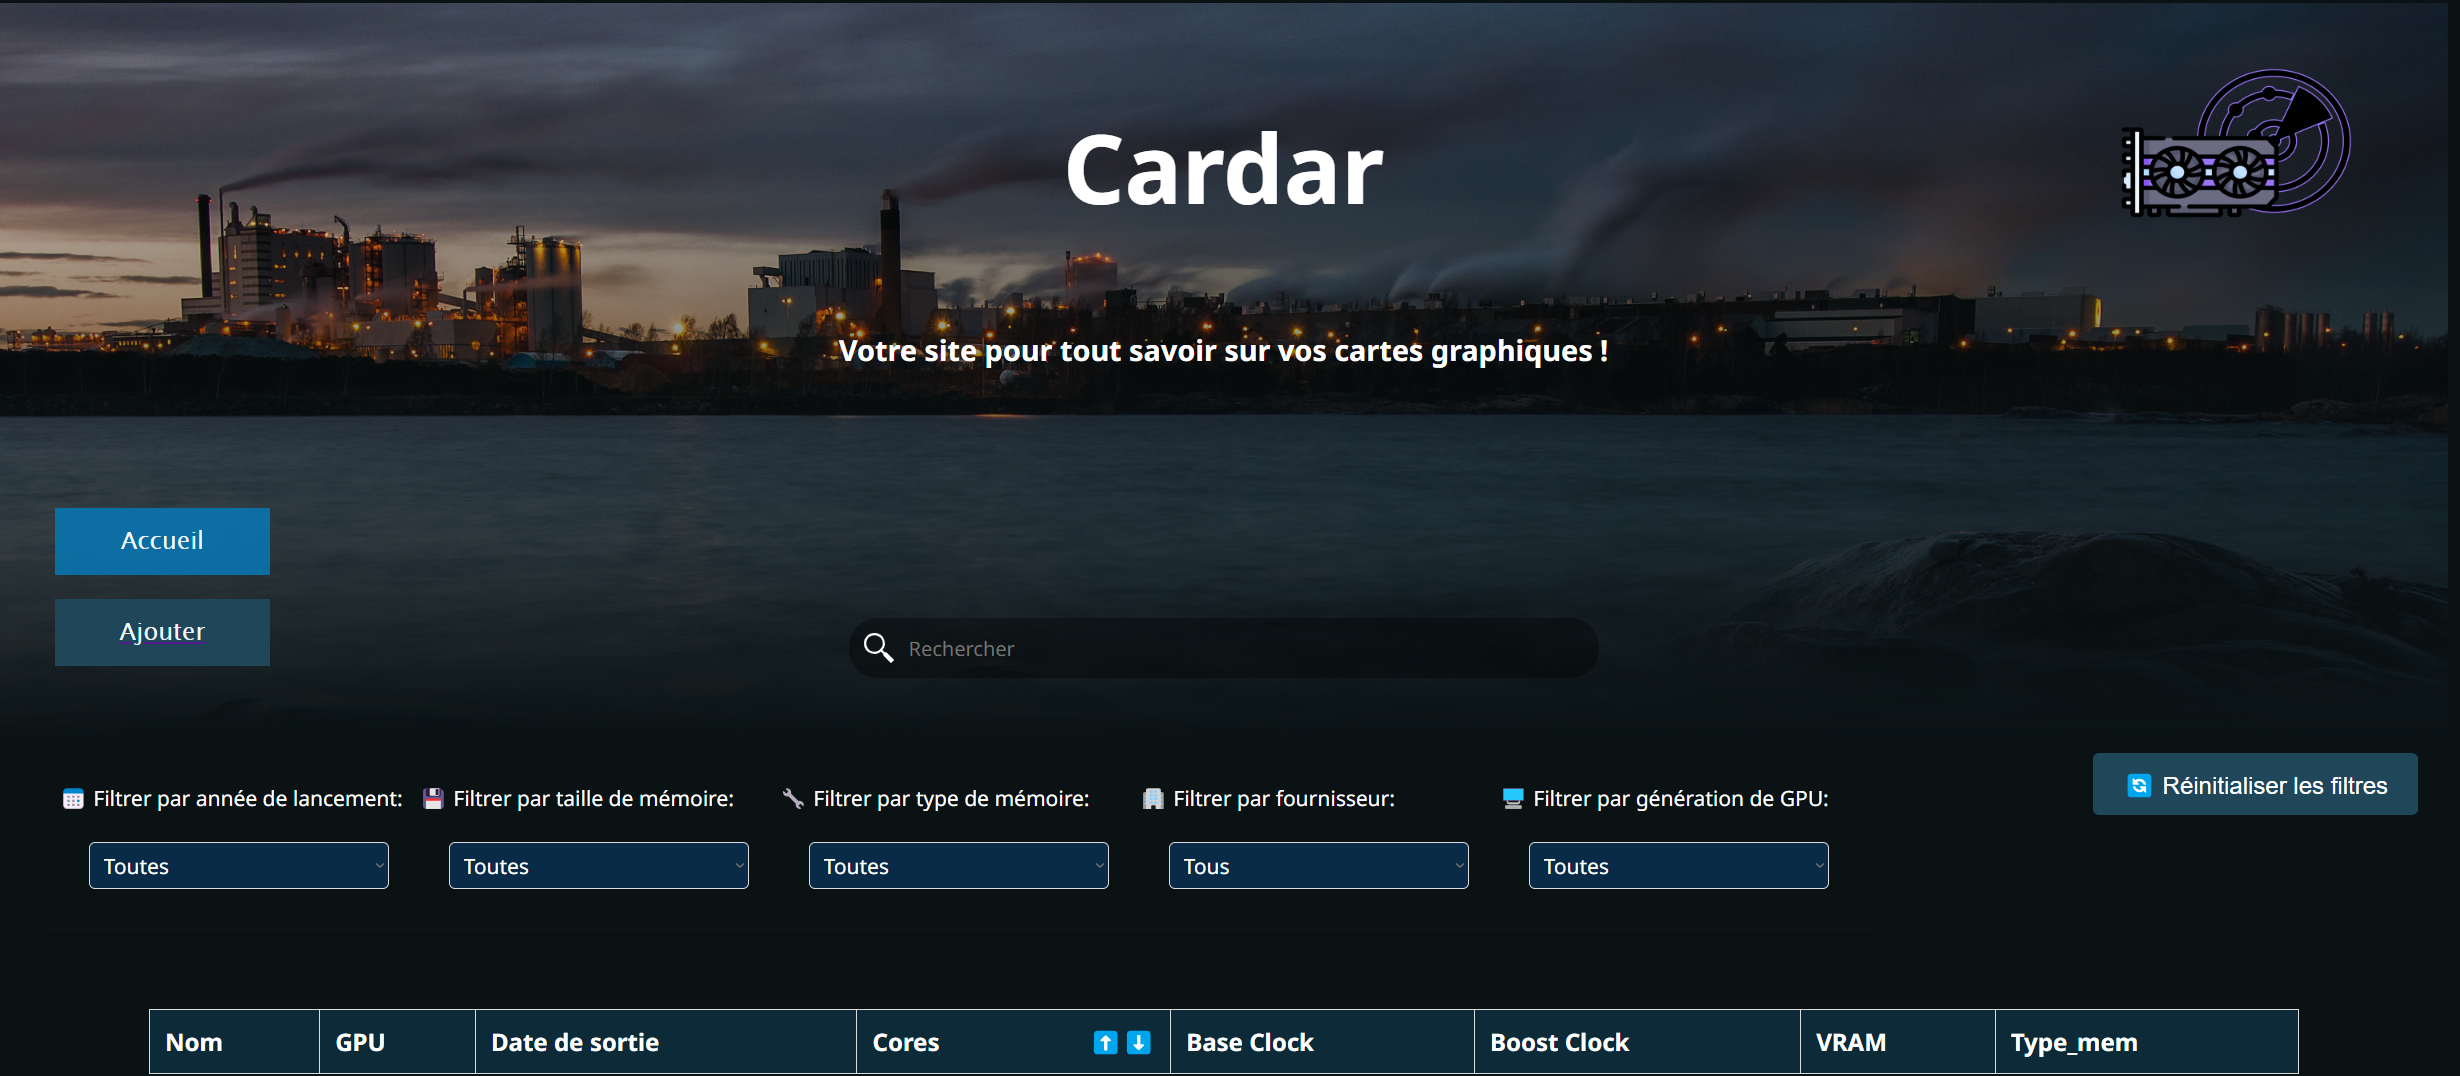 Cardar
Votre site pour tout savoir sur vos cartes graphiques !
Accueil
Ajouter
Rechercher
Filtrer par année de lancement:
Toutes
Filtrer par taille de mémoire:
Toutes
Filtrer par type de mémoire:
Toutes
Filtrer par fournisseur:
Tous
Filtrer par génération de GPU:
Toutes
Réinitialiser les filtres
Nom GPU Date de sortie Cores Base Clock Boost Clock VRAM Type_mem